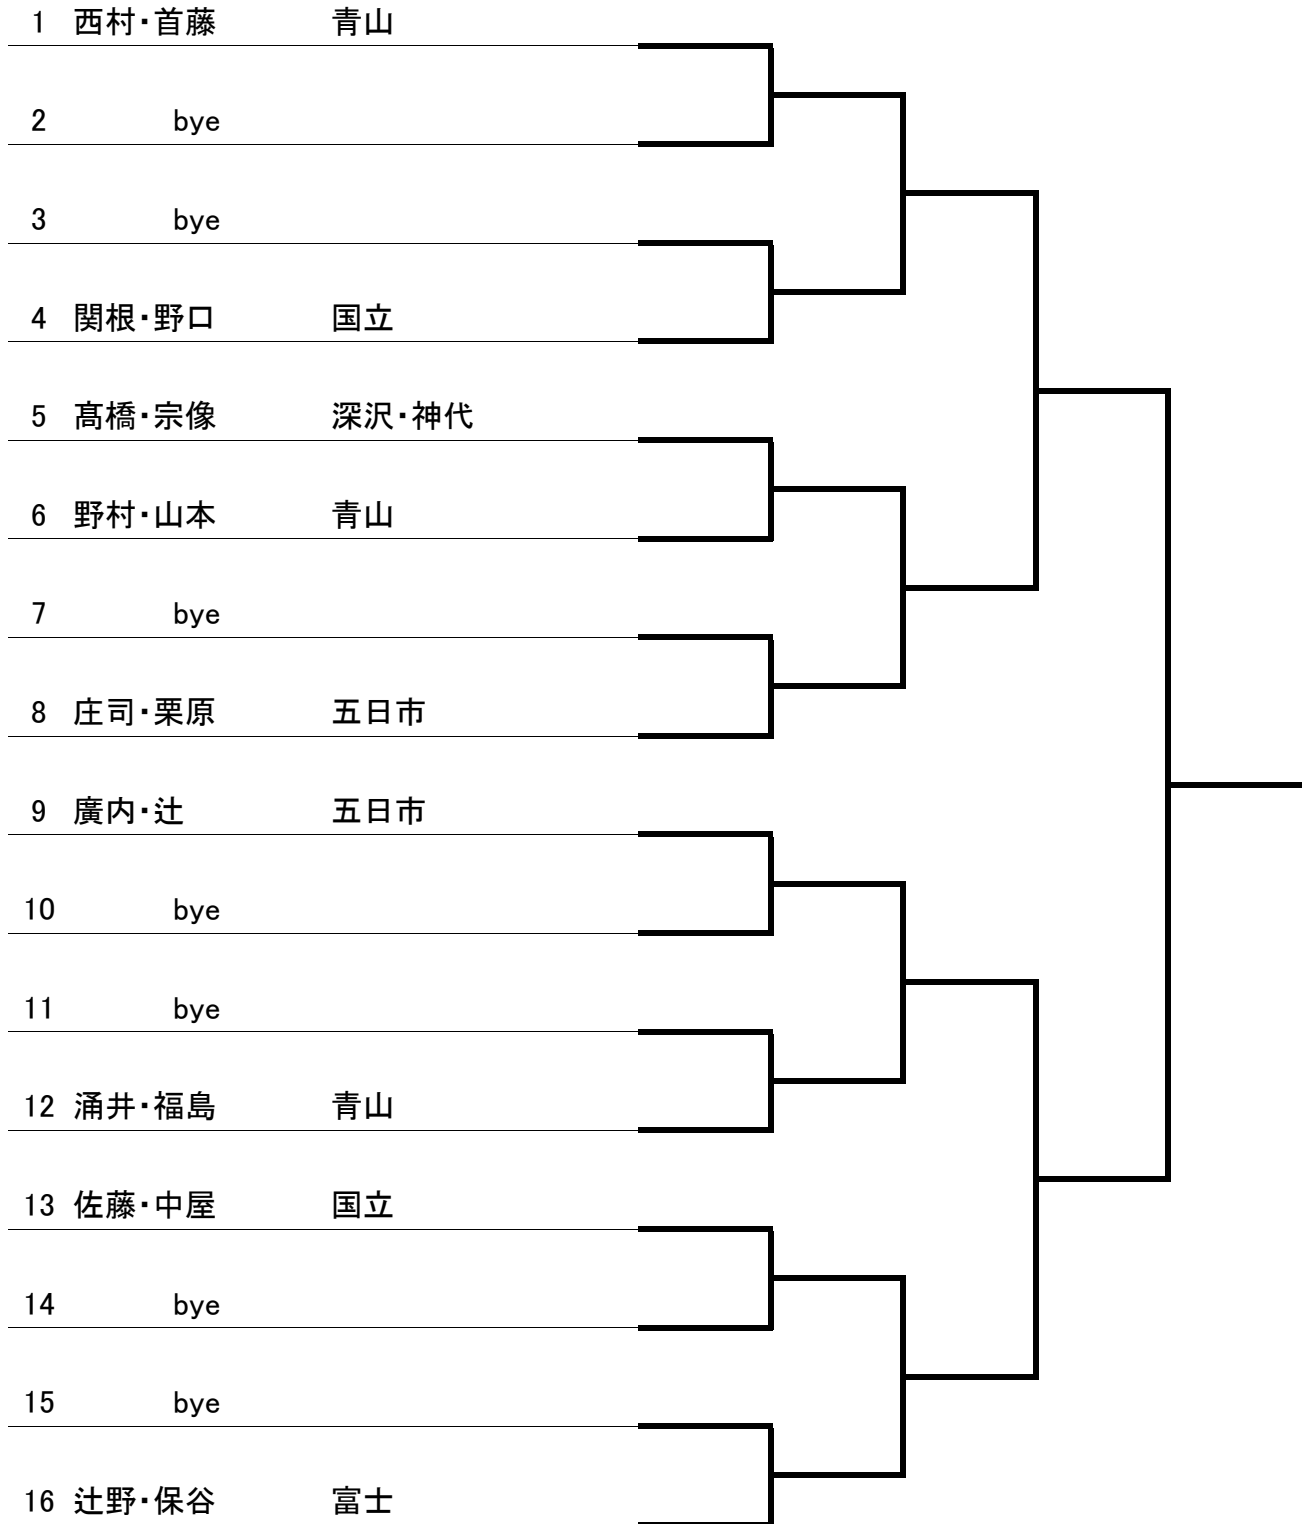 1 西村・首藤 青山
2 bye
3 bye
4 関根・野口 国立
5 髙橋・宗像 深沢・神代
6 野村・山本 青山
7 bye
8 庄司・栗原 五日市
9 廣内・辻 五日市
10 bye
11 bye
12 涌井・福島 青山
13 佐藤・中屋 国立
14 bye
15 bye
16 辻野・保谷 富士